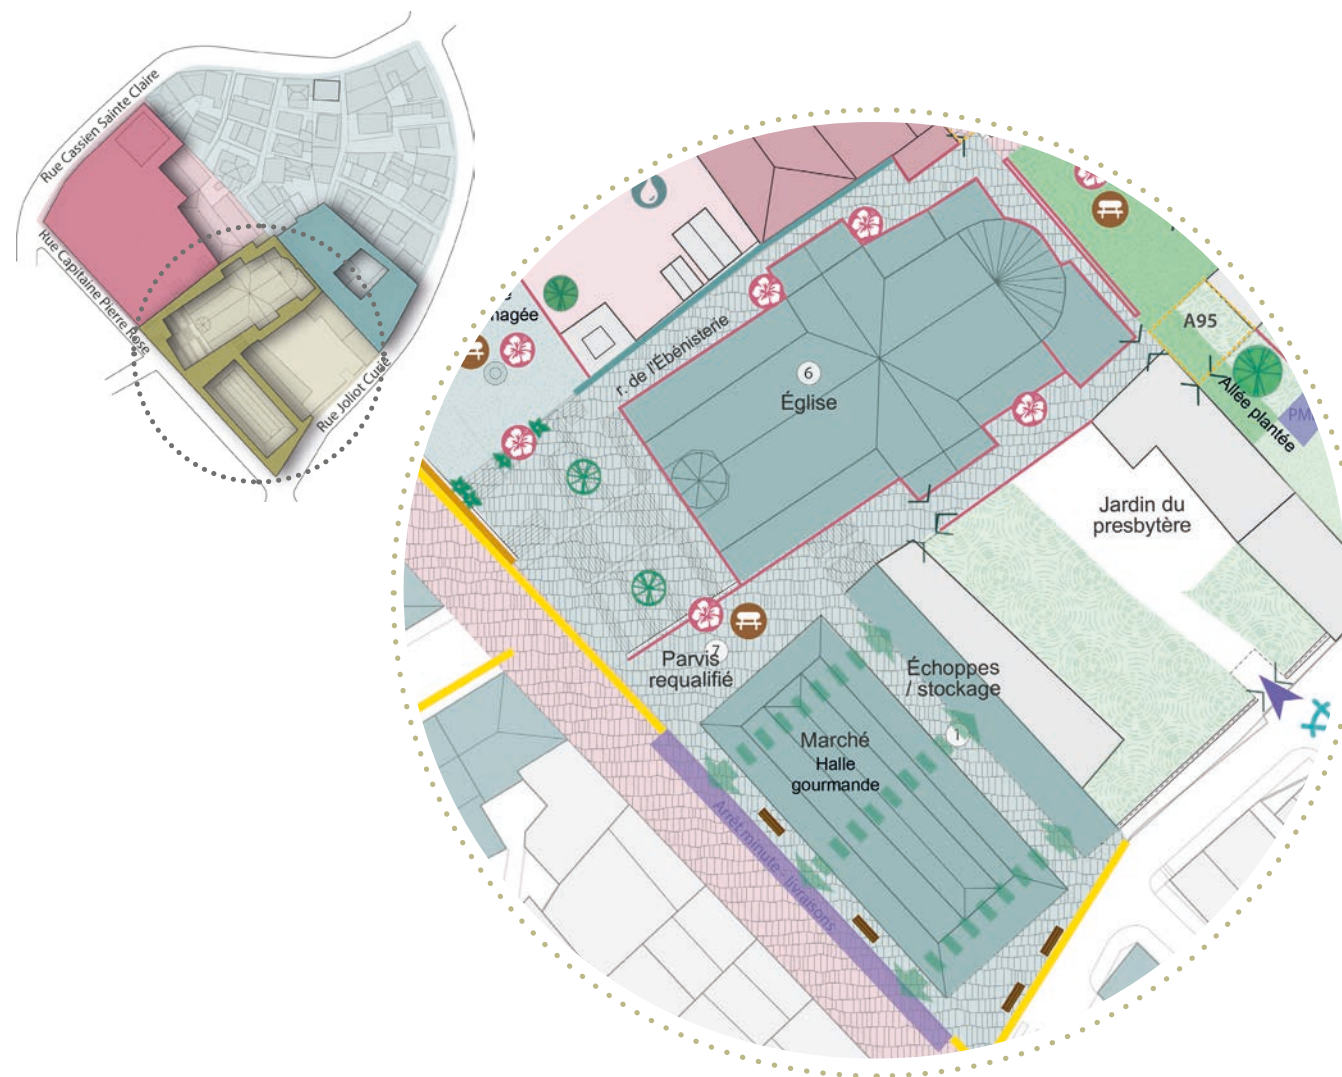 Rue Cassien Sainte Claire
Rue Capitaine Pierre Rose
Rue Joliot Curie
nagée
r. de l'Ébénisterie
6
Église
A95
Allée plantée
PM
Jardin du
presbytère
7
Parvis
requalifié
Échoppes
/ stockage
1
Marché
Halle
gourmande
Arrêt minute - livraisons